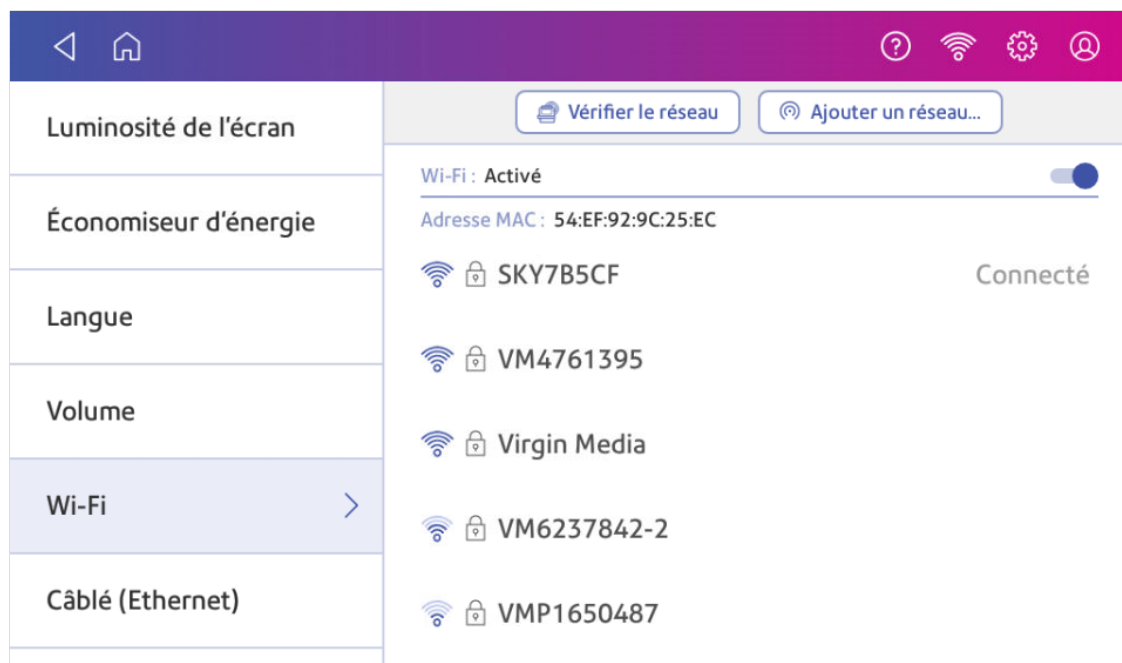 Vérifier le réseau
Ajouter un réseau...
Luminosité de l'écran
Économiseur d'énergie
Langue
Volume
Wi-Fi
Câblé (Ethernet)
Wi-Fi : Activé
Adresse MAC : 54:EF:92:9C:25:EC
SKY7B5CF Connecté
VM4761395
Virgin Media
VM6237842-2
VMP1650487